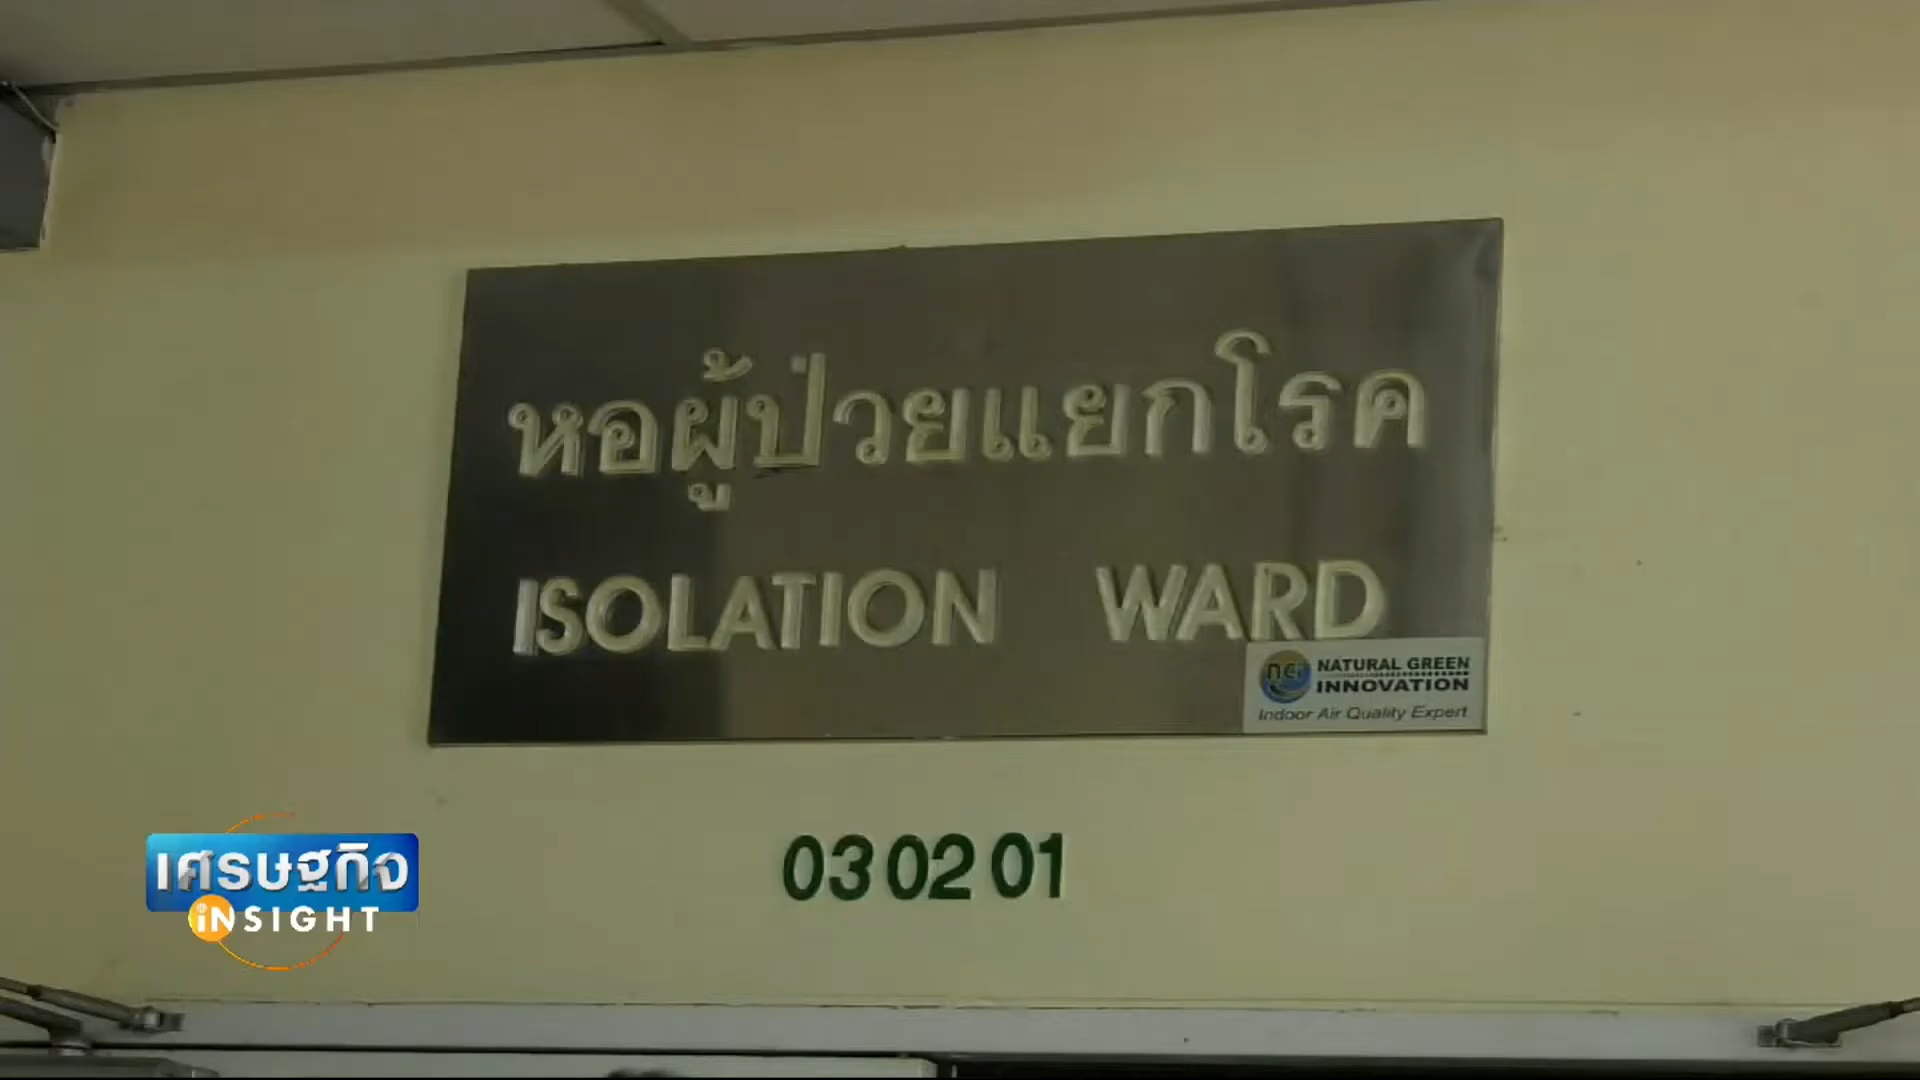 หอผู้ป่วยแยกโรค
ISOLATION WARD
NATURAL GREEN
INNOVATION
Indoor Air Quality Expert
03 02 01
เศรษฐกิจ
INSIGHT